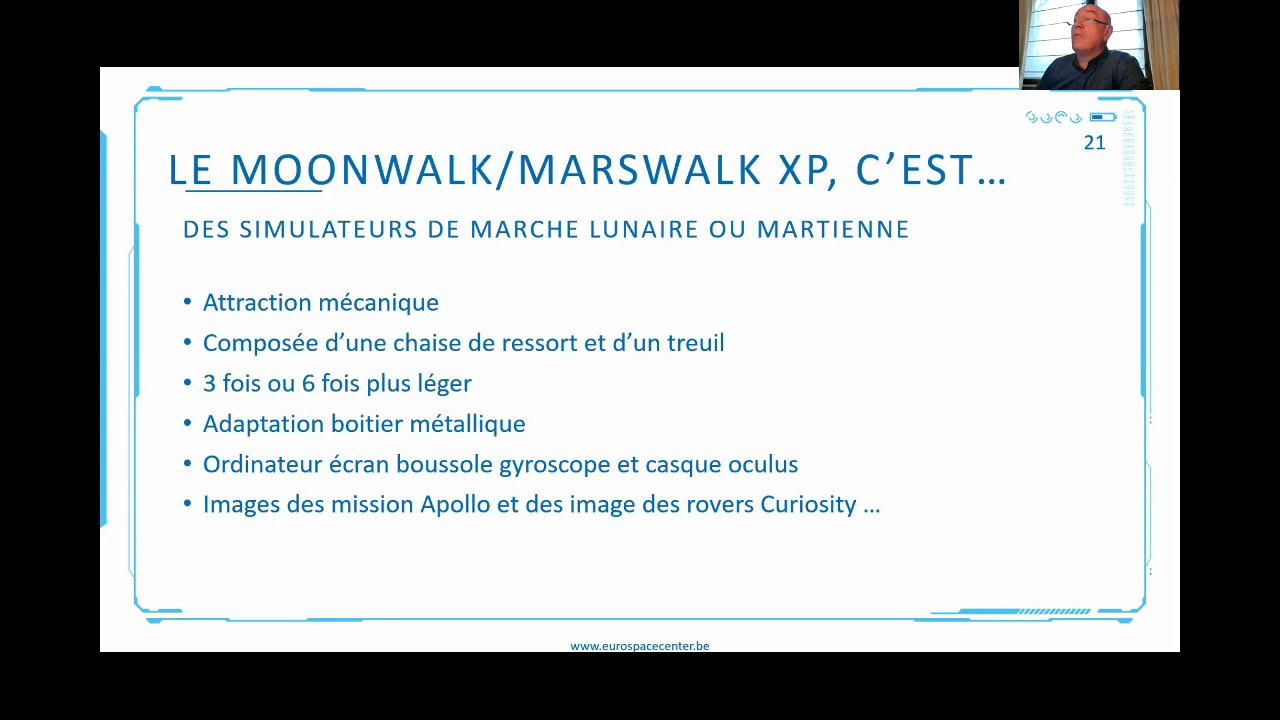 21
LE MOONWALK/MARSWALK XP, C’EST…
DES SIMULATEURS DE MARCHE LUNAIRE OU MARTIENNE
• Attraction mécanique
• Composée d’une chaise de ressort et d’un treuil
• 3 fois ou 6 fois plus léger
• Adaptation boitier métallique
• Ordinateur écran boussole gyroscope et casque oculus
• Images des mission Apollo et des image des rovers Curiosity …
www.eurospacecenter.be